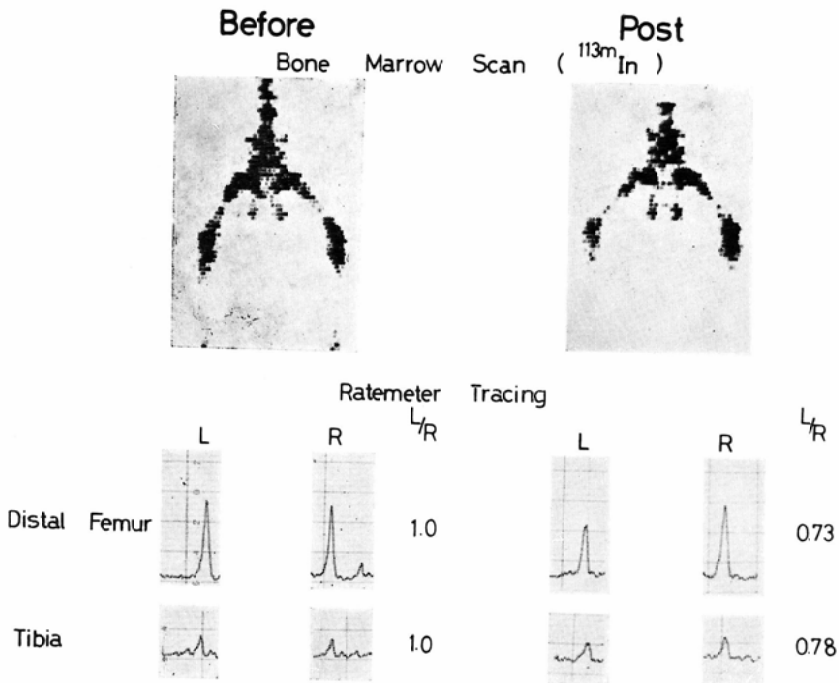 Before Post
Bone Marrow Scan ( 113mIn )
Ratemeter Tracing
L R L/R L R L/R
Distal Femur 1.0 0.73
Tibia 1.0 0.78